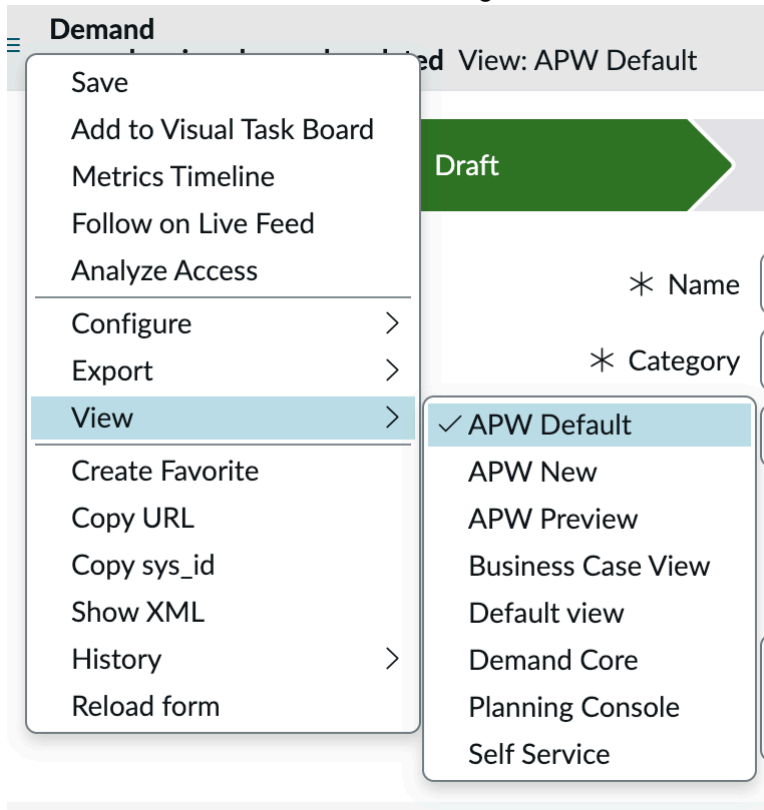 Demand
ed View: APW Default
Save
Add to Visual Task Board
Metrics Timeline
Follow on Live Feed
Analyze Access
Configure
Export
View
Create Favorite
Copy URL
Copy sys_id
Show XML
History
Reload form
Draft
Name
Category
APW Default
APW New
APW Preview
Business Case View
Default view
Demand Core
Planning Console
Self Service